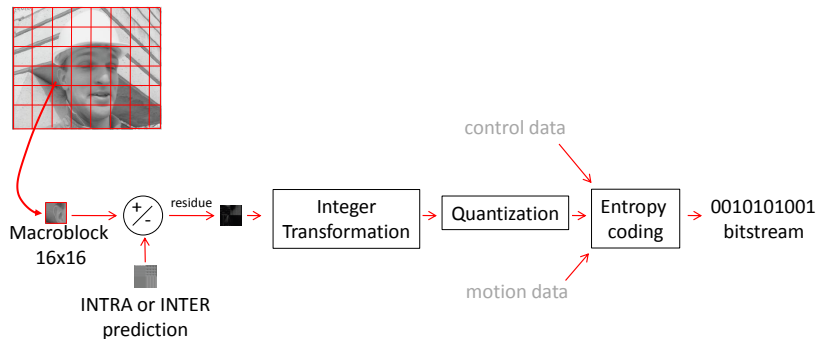 control data
residue
+
-
Integer
Transformation
Quantization
Entropy
coding
0010101001
bitstream
Macroblock
16x16
INTRA or INTER
prediction
motion data